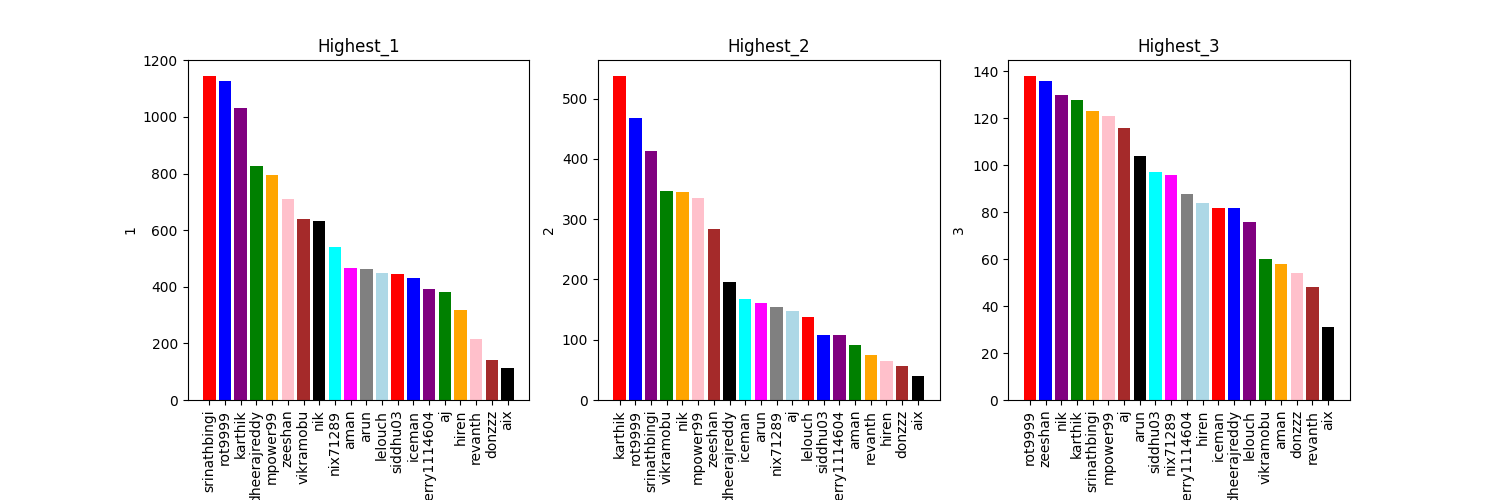 Highest_1
1200
1000
800
600
400
200
0
1
srinathbingi
rot9999
karthik
dheerajreddy
mpower99
zeeshan
vikramobu
nik
nix71289
aman
arun
lelouch
siddhu03
iceman
erry1114604
aj
hiren
revanth
donzzz
aix
Highest_2
500
400
300
200
100
0
2
karthik
rot9999
srinathbingi
vikramobu
nik
mpower99
zeeshan
dheerajreddy
iceman
arun
nix71289
aj
lelouch
siddhu03
erry1114604
aman
revanth
hiren
donzzz
aix
Highest_3
140
120
100
80
60
40
20
0
3
rot9999
zeeshan
nik
karthik
srinathbingi
mpower99
aj
arun
siddhu03
nix71289
erry1114604
hiren
iceman
dheerajreddy
lelouch
vikramobu
aman
donzzz
revanth
aix